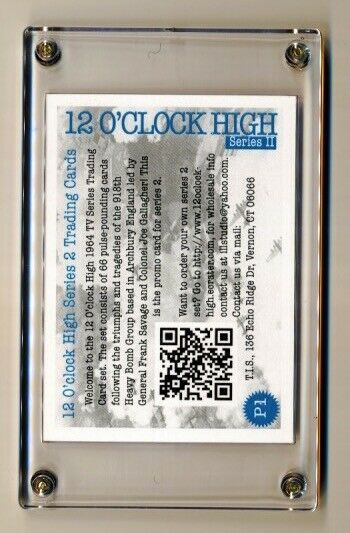 12 O'CLOCK HIGH
Series II
12 O'clock High Series 2 Trading Cards
Welcome to the 12 O'clock High 1964 TV Series Trading
Card set. The set consists of 66 pulse-pounding cards
following the triumphs and tragedies of the 918th
Heavy Bomb Group based in Archbury England led by
General Frank Savage and Colonel Joe Gallagher! This
is the promo card for series 2.
Want to order your own series 2
set? Go to http://www.12oclock-
high.ecrater.com, for wholesale info
contact us at tisstudio@yahoo.com.
Contact us via mail:
T.I.S., 136 Echo Ridge Dr, Vernon, CT 06066
P1